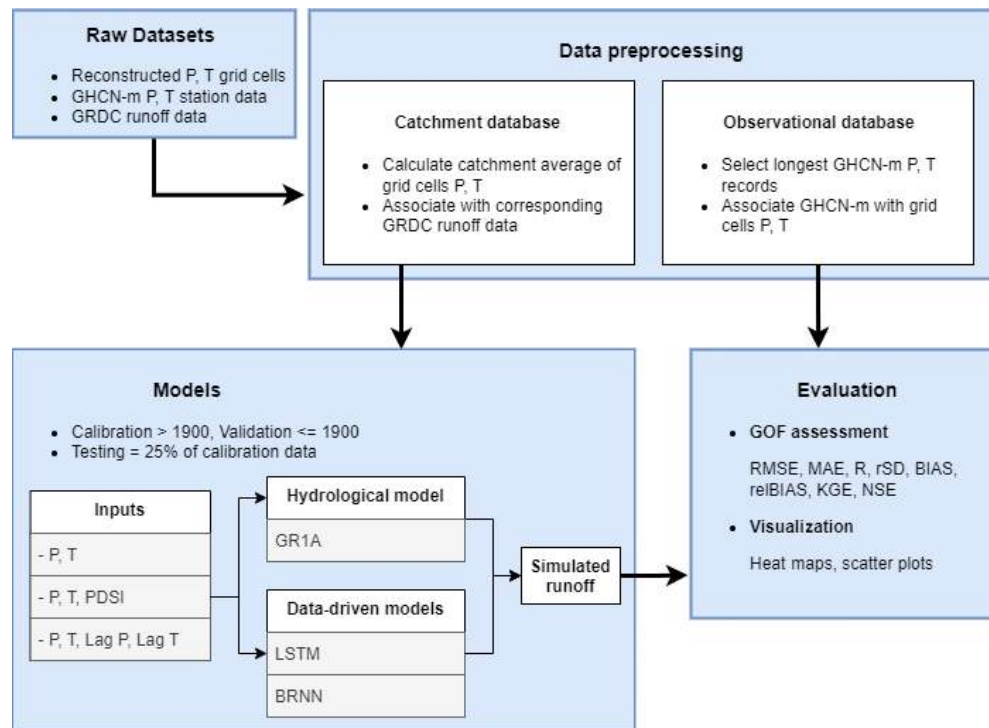 Raw Datasets
• Reconstructed P, T grid cells
• GHCN-m P, T station data
• GRDC runoff data
Data preprocessing
Catchment database
• Calculate catchment average of
grid cells P, T
• Associate with corresponding
GRDC runoff data
Observational database
• Select longest GHCN-m P, T
records
• Associate GHCN-m with grid
cells P, T
Models
• Calibration > 1900, Validation <= 1900
• Testing = 25% of calibration data
Inputs
- P, T
- P, T, PDSI
- P, T, Lag P, Lag T
Hydrological model
GR1A
Data-driven models
LSTM
BRNN
Simulated
runoff
Evaluation
• GOF assessment
RMSE, MAE, R, rSD, BIAS,
relBIAS, KGE, NSE
• Visualization
Heat maps, scatter plots